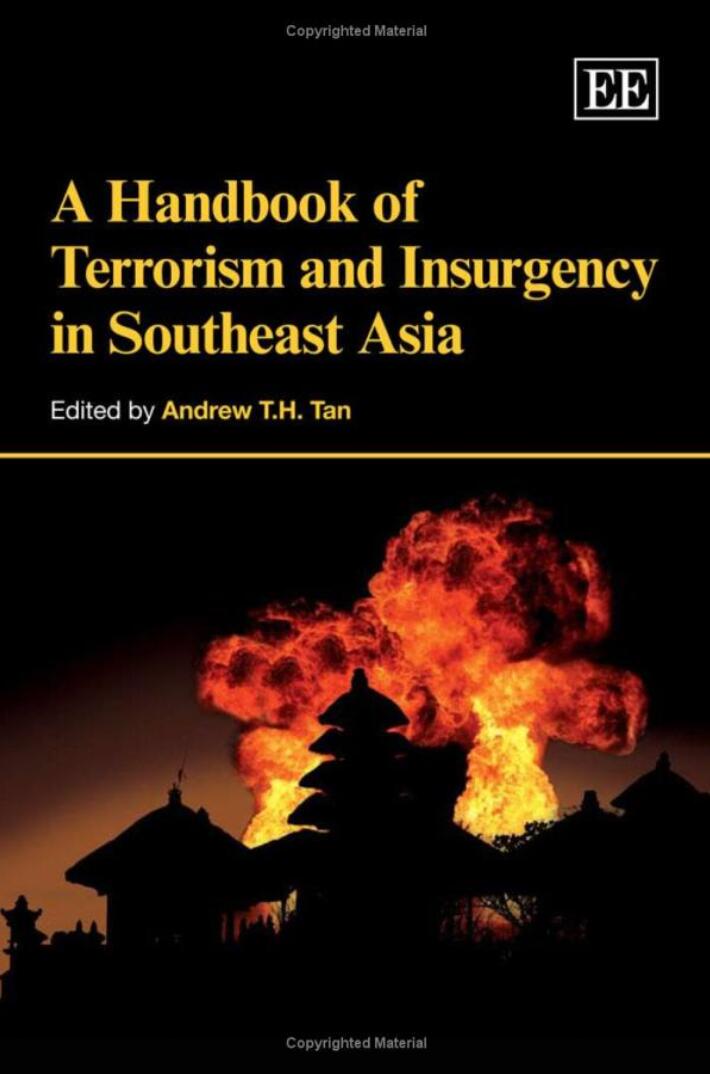 Copyrighted Material
EE
A Handbook of
Terrorism and Insurgency
in Southeast Asia
Edited by Andrew T.H. Tan
Copyrighted Material